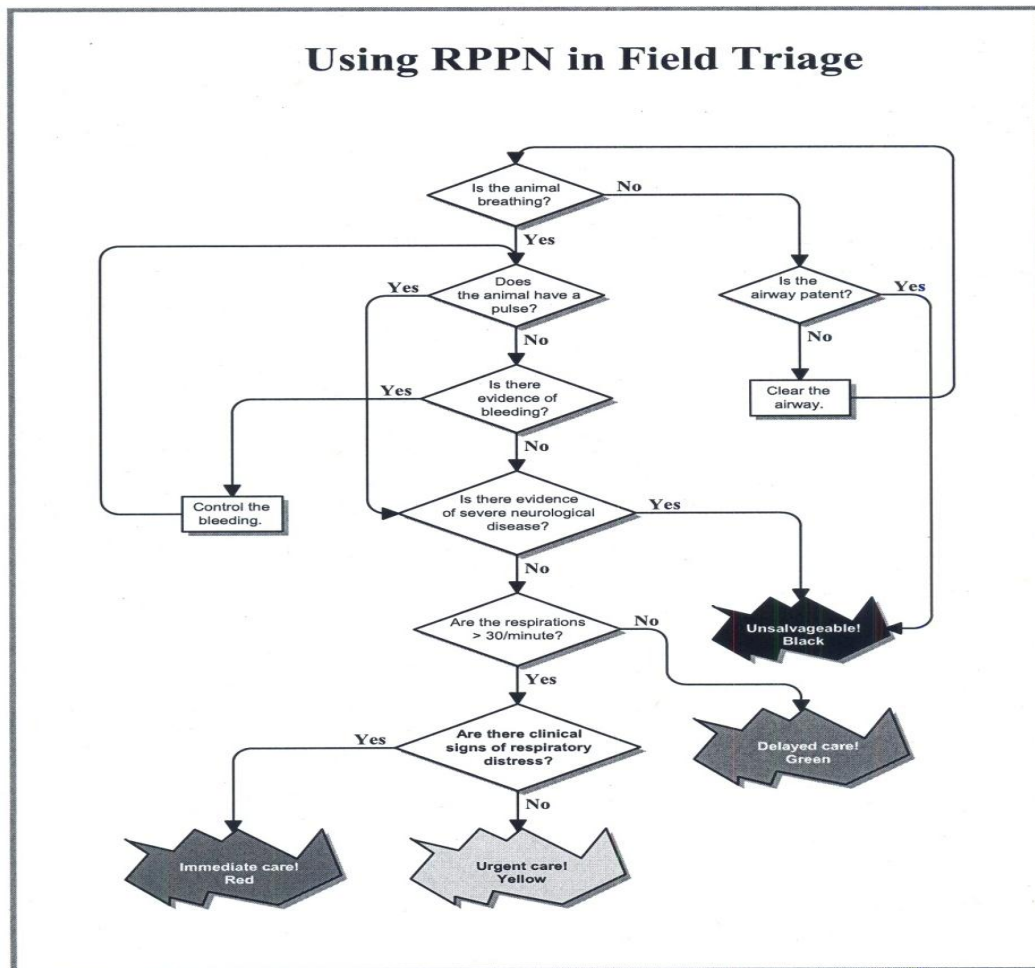 Using RPPN in Field Triage
Is the animal
breathing?
No
Yes
Does
the animal have a
pulse?
Yes
Is the
airway patent?
Yes
No
No
Is there
evidence of
bleeding?
Yes
Clear the
airway.
No
Control the
bleeding.
Is there evidence
of severe neurological
disease?
Yes
No
Are the respirations
> 30/minute?
No
Unsalvageable!
Black
Yes
Are there clinical
signs of respiratory
distress?
Yes
Delayed care!
Green
No
Immediate care!
Red
Urgent care!
Yellow